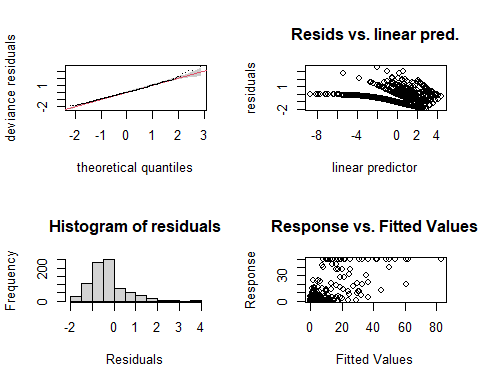 deviance residuals
-2 1
-2 -1 0 1 2 3
theoretical quantiles
Resids vs. linear pred.
residuals
-2 1
-8 -4 0 2 4
linear predictor
Histogram of residuals
Frequency
0 200
-2 0 1 2 3 4
Residuals
Response vs. Fitted Values
Response
0 30
0 20 40 60 80
Fitted Values